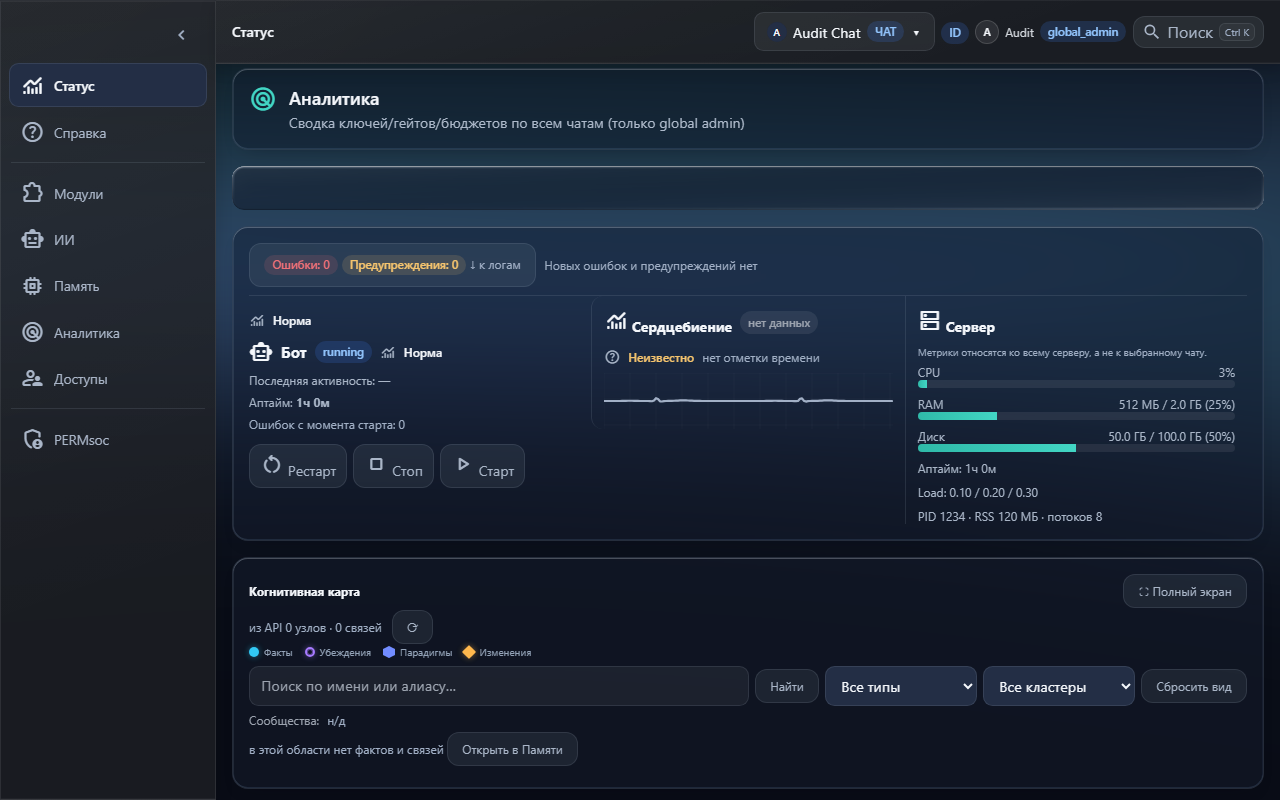 Статус
Справка
Модули
ИИ
Память
Аналитика
Доступы
PERMsoc
Статус
A Audit Chat ЧАТ ▾ ID A Audit global_admin Поиск Ctrl K
Аналитика
Сводка ключей/гейтов/бюджетов по всем чатам (только global admin)
Ошибки: 0 Предупреждения: 0 ↓ к логам Новых ошибок и предупреждений нет
Норма
Бот running Норма
Последняя активность: —
Аптайм: 1ч 0м
Ошибок с момента старта: 0
Рестарт Стоп Старт
Сердцебиение нет данных
Неизвестно нет отметки времени
Сервер
Метрики относятся ко всему серверу, а не к выбранному чату.
CPU 3%
RAM 512 МБ / 2.0 ГБ (25%)
Диск 50.0 ГБ / 100.0 ГБ (50%)
Аптайм: 1ч 0м
Load: 0.10 / 0.20 / 0.30
PID 1234 · RSS 120 МБ · потоков 8
Когнитивная карта
Полный экран
из API 0 узлов · 0 связей
Факты Убеждения Парадигмы Изменения
Поиск по имени или алиасу... Найти Все типы Все кластеры Сбросить вид
Сообщества: н/д
в этой области нет фактов и связей Открыть в Памяти